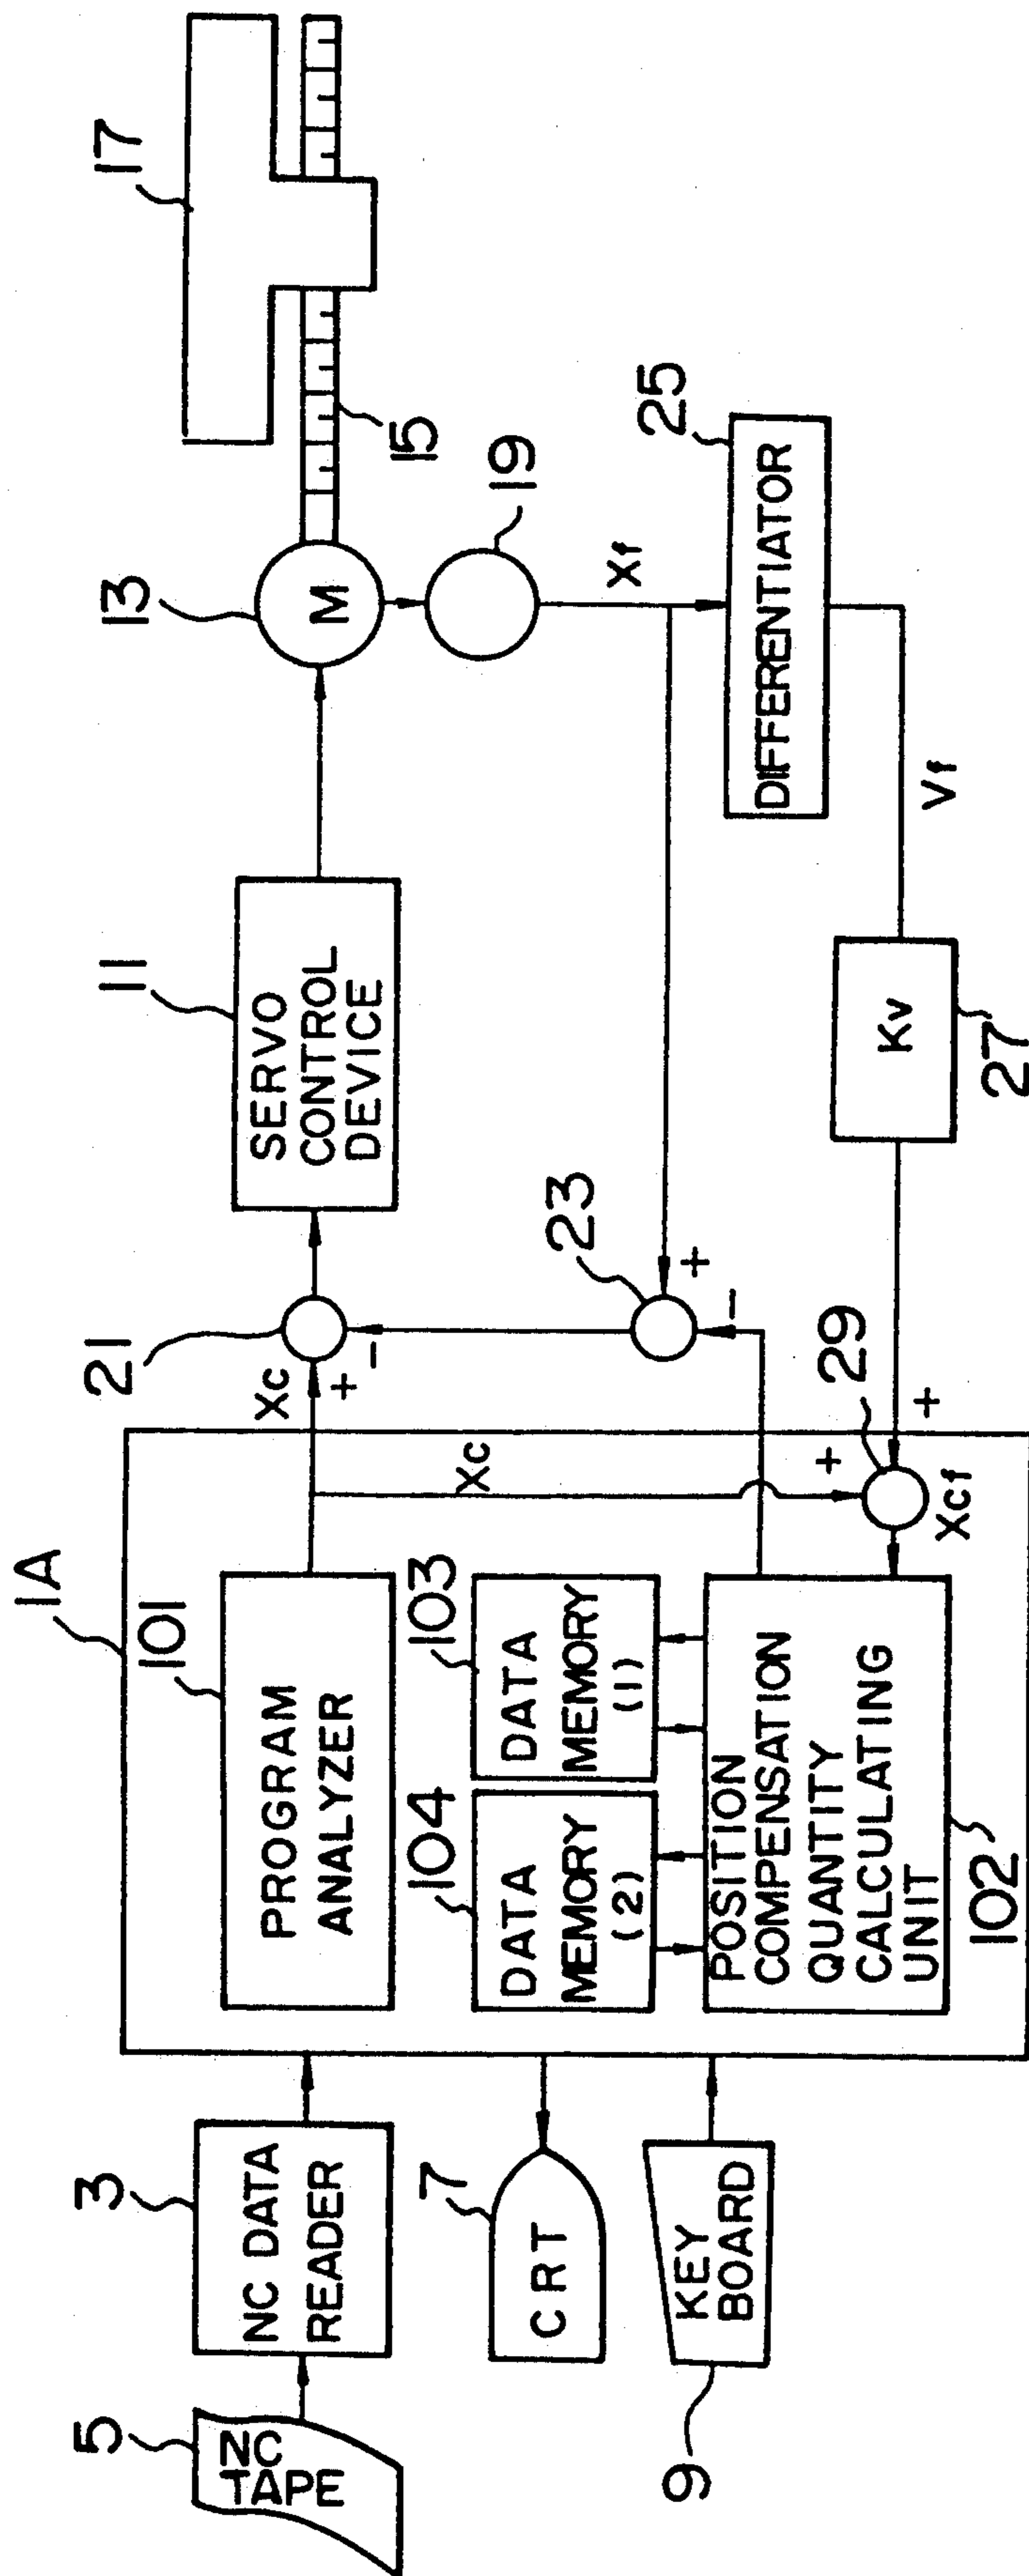 5
NC
TAPE
3
NC DATA
READER
7
CRT
KEY
BOARD
9
1A
101
PROGRAM
ANALYZER
104
DATA
MEMORY
(2)
103
DATA
MEMORY
(1)
POSITION
COMPENSATION
QUANTITY
CALCULATING
UNIT
102
Xc
Xc
+
-
21
+
+
29
Xcf
23
+
-
11
SERVO
CONTROL
DEVICE
13
M
15
17
19
Xf
25
DIFFERENTIATOR
Vf
Kv
27